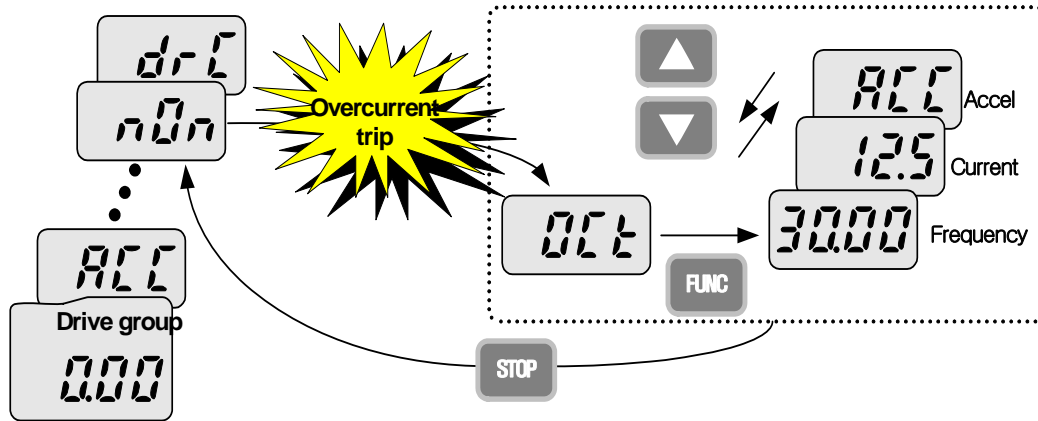 drC
nOn
ACC
Drive group
0.00
Overcurrent
trip
OCt
FUNC
STOP
ACC
Accel
12.5
Current
30.00
Frequency